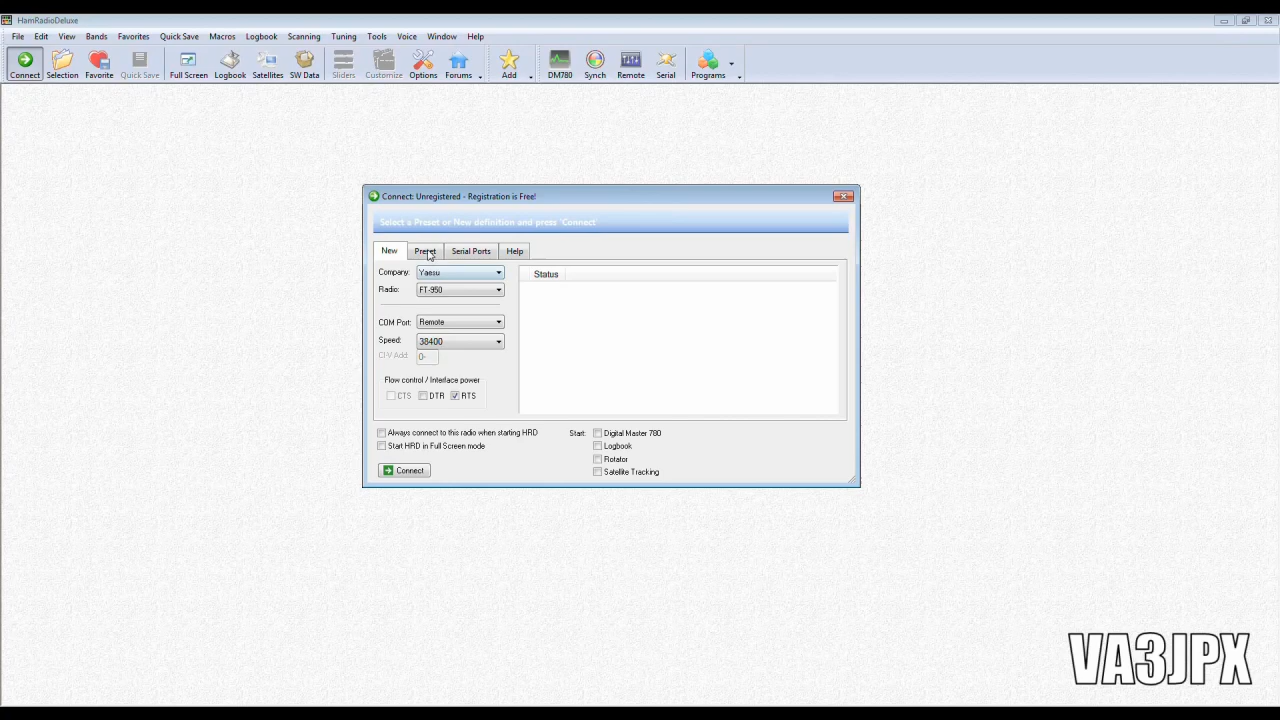 HamRadioDeluxe
File Edit View Bands Favorites Quick Save Macros Logbook Scanning Tuning Tools Voice Window Help
Connect Selection Favorite Quick Save Full Screen Logbook Satellites SW Data Sliders Customize Options Forums Add DM780 Synch Remote Serial Programs
Connect: Unregistered - Registration is Free!
Select a Preset or New definition and press 'Connect'
New Preset Serial Ports Help
Company: Yaesu
Status
Radio: FT-950
COM Port: Remote
Speed: 38400
CI-V Add: 0-
Flow control / Interface power
CTS DTR RTS
Always connect to this radio when starting HRD
Start: Digital Master 780
Start HRD in Full Screen mode
Logbook
Rotator
Connect
Satellite Tracking
VA3JPX